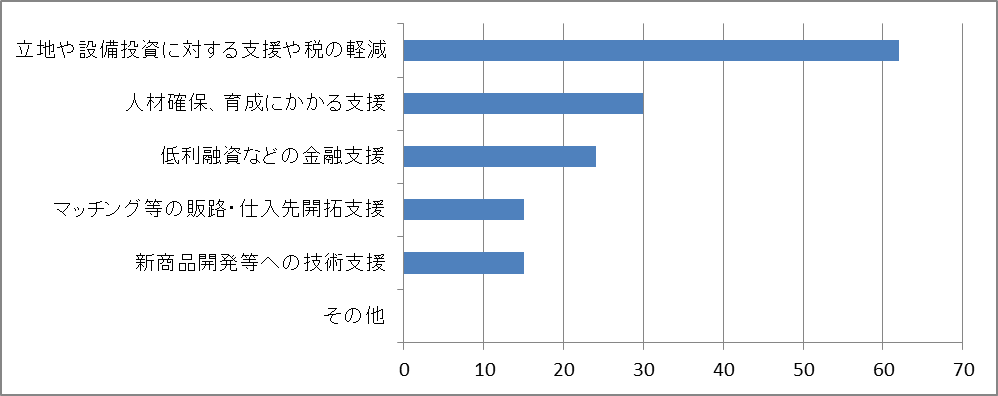 立地や設備投資に対する支援や税の軽減
人材確保、育成にかかる支援
低利融資などの金融支援
マッチング等の販路・仕入先開拓支援
新商品開発等への技術支援
その他
0 10 20 30 40 50 60 70